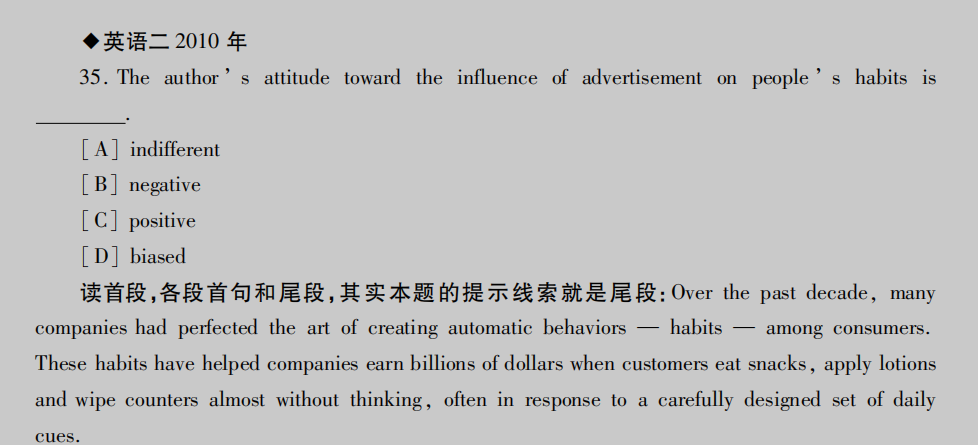 ◆英语二 2010 年
35. The author's attitude toward the influence of advertisement on people's habits is
________.
[A] indifferent
[B] negative
[C] positive
[D] biased
读首段,各段首句和尾段,其实本题的提示线索就是尾段:Over the past decade, many
companies had perfected the art of creating automatic behaviors — habits — among consumers.
These habits have helped companies earn billions of dollars when customers eat snacks, apply lotions
and wipe counters almost without thinking, often in response to a carefully designed set of daily
cues.